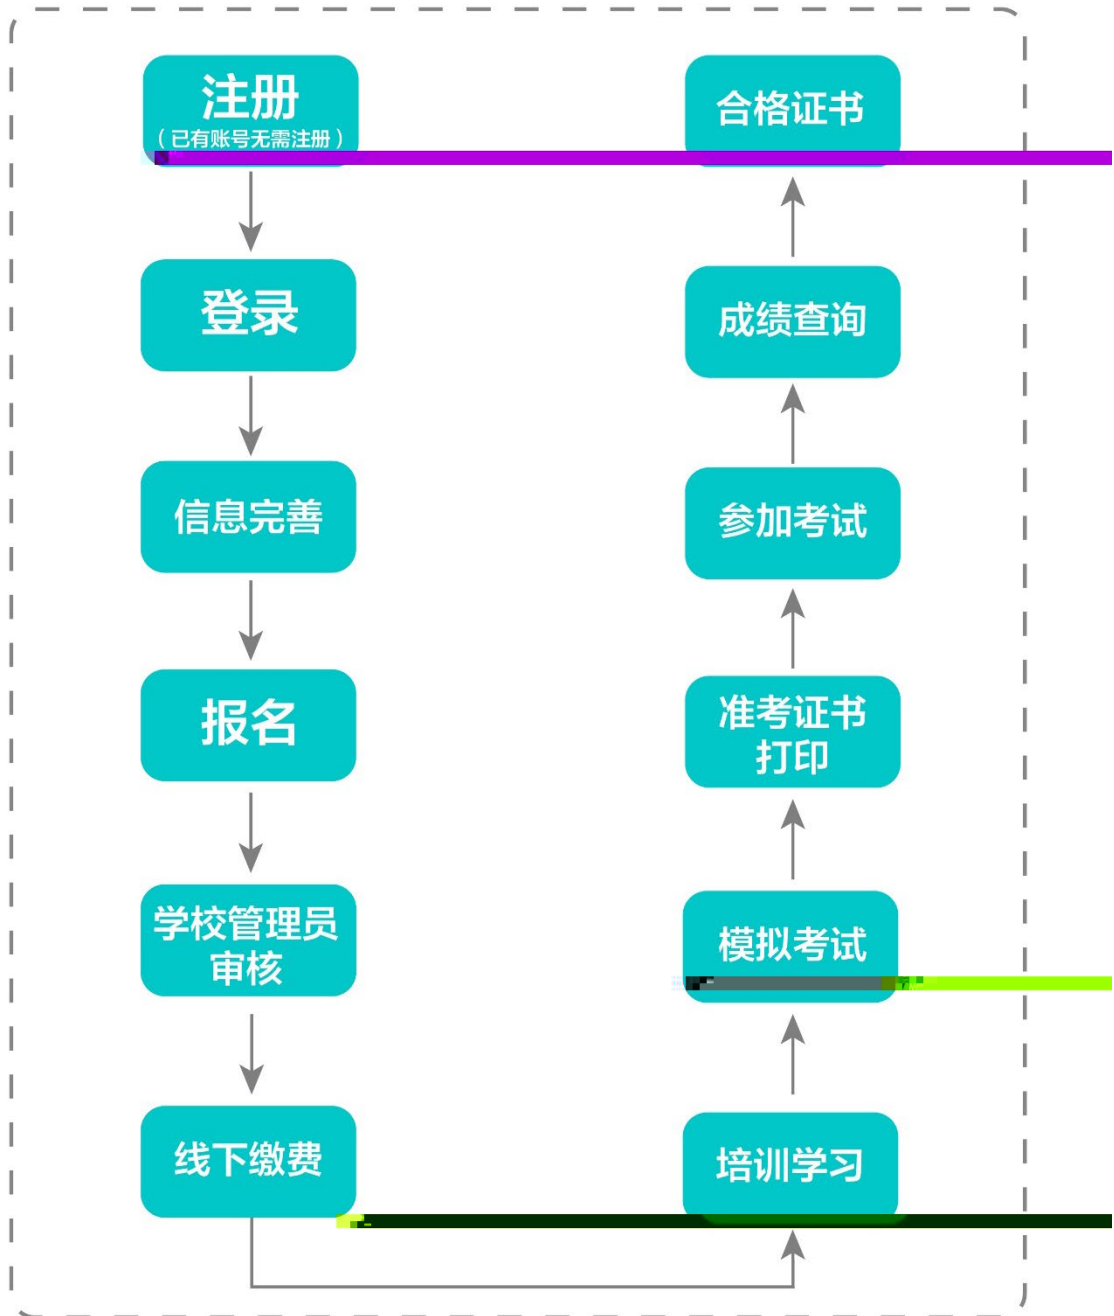 注册
（已有账号无需注册）
登录
信息完善
报名
学校管理员
审核
线下缴费
培训学习
模拟考试
准考证书
打印
参加考试
成绩查询
合格证书